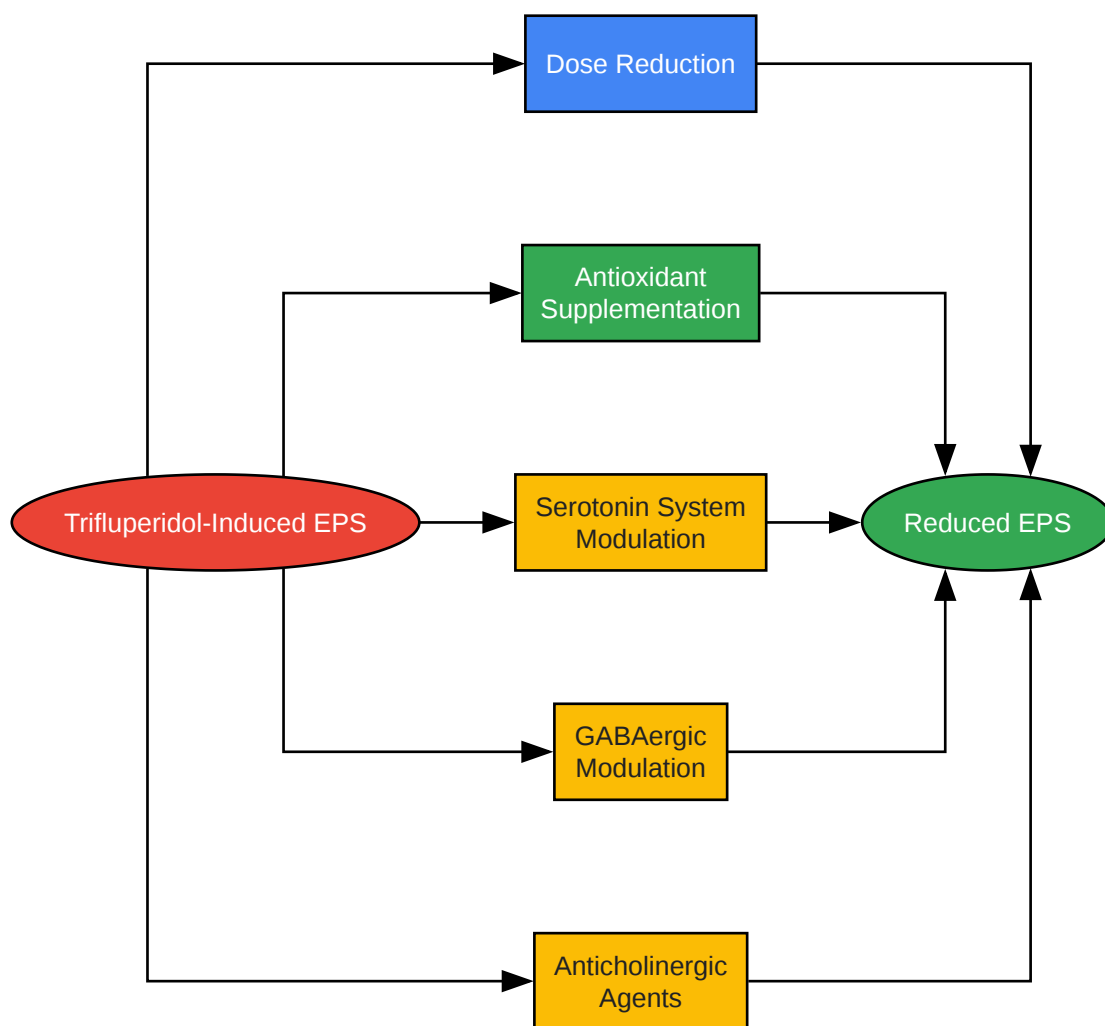 Dose Reduction
Antioxidant
Supplementation
Trifluperidol-Induced EPS
Serotonin System
Modulation
Reduced EPS
GABAergic
Modulation
Anticholinergic
Agents